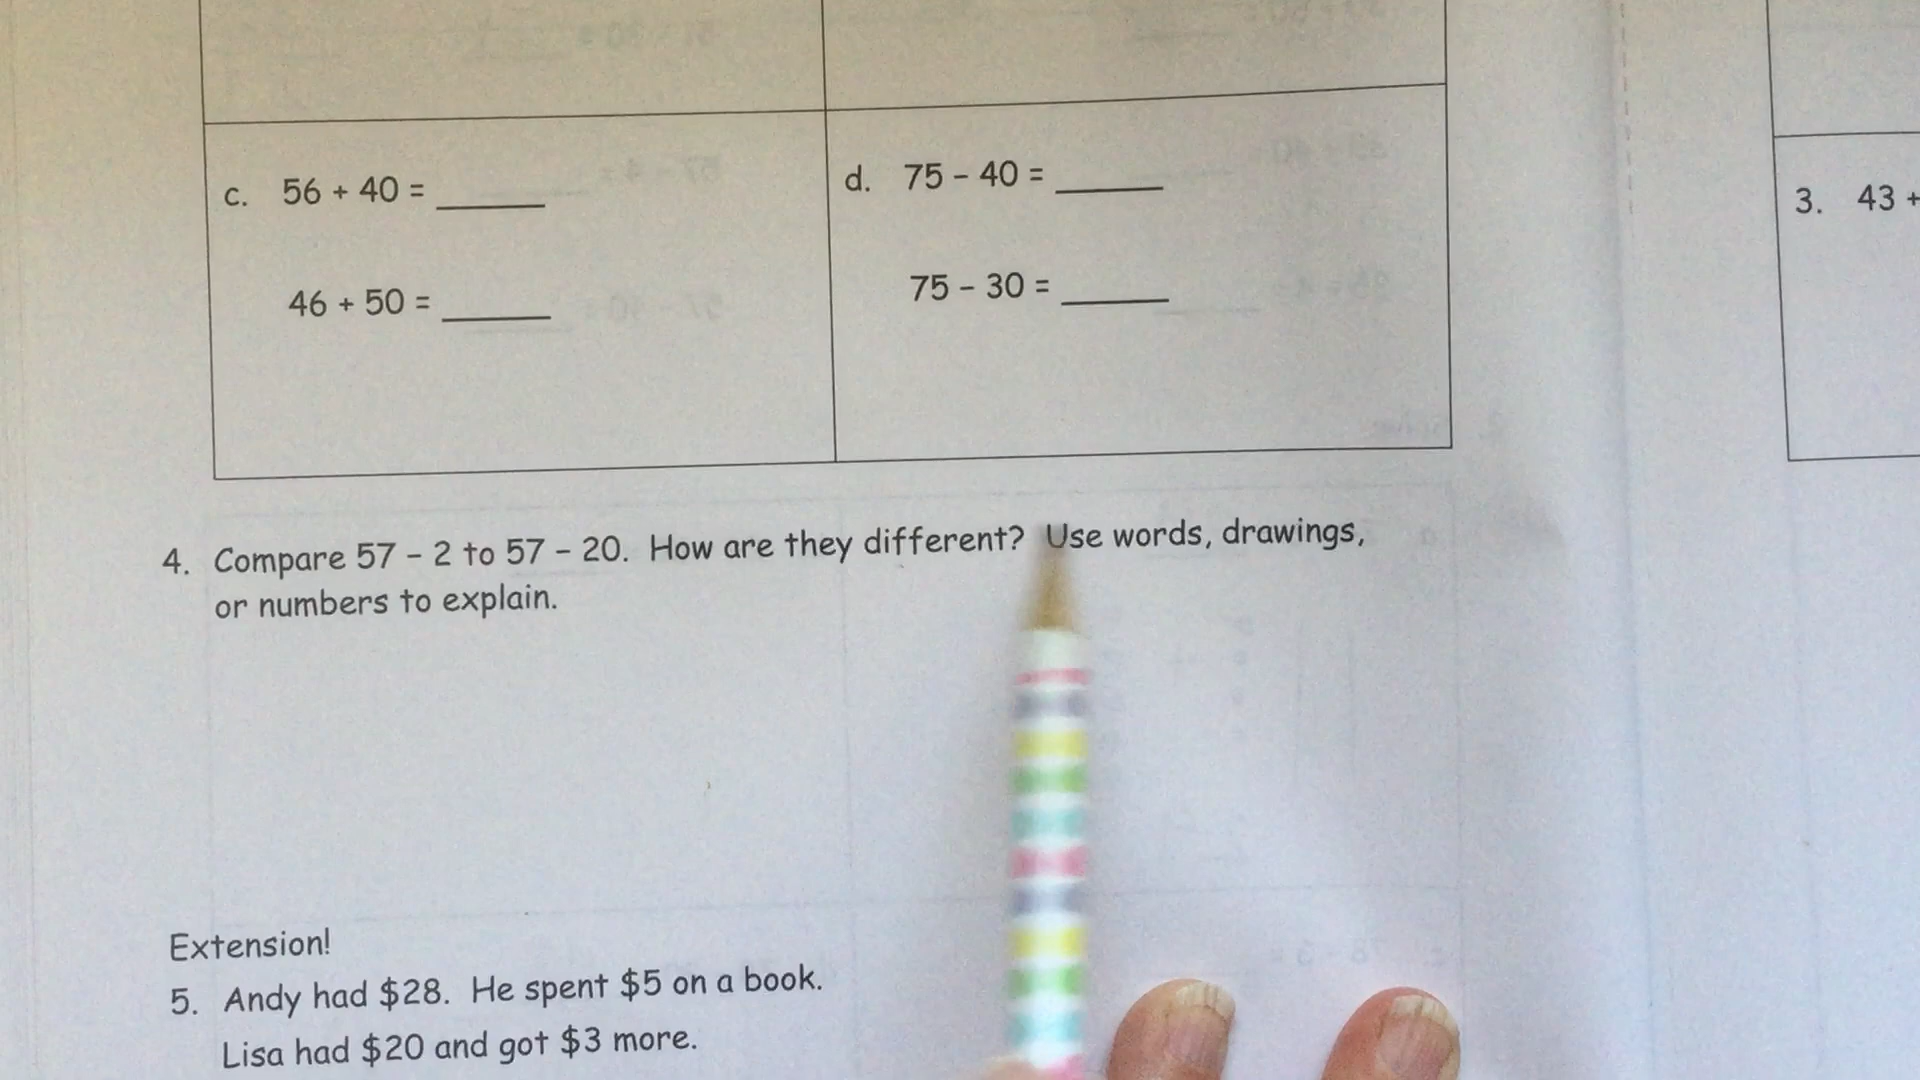 c. 56 + 40 = ______
46 + 50 = ______
d. 75 - 40 = ______
75 - 30 = ______
3. 43 +
4. Compare 57 - 2 to 57 - 20. How are they different? Use words, drawings,
or numbers to explain.
Extension!
5. Andy had $28. He spent $5 on a book.
Lisa had $20 and got $3 more.